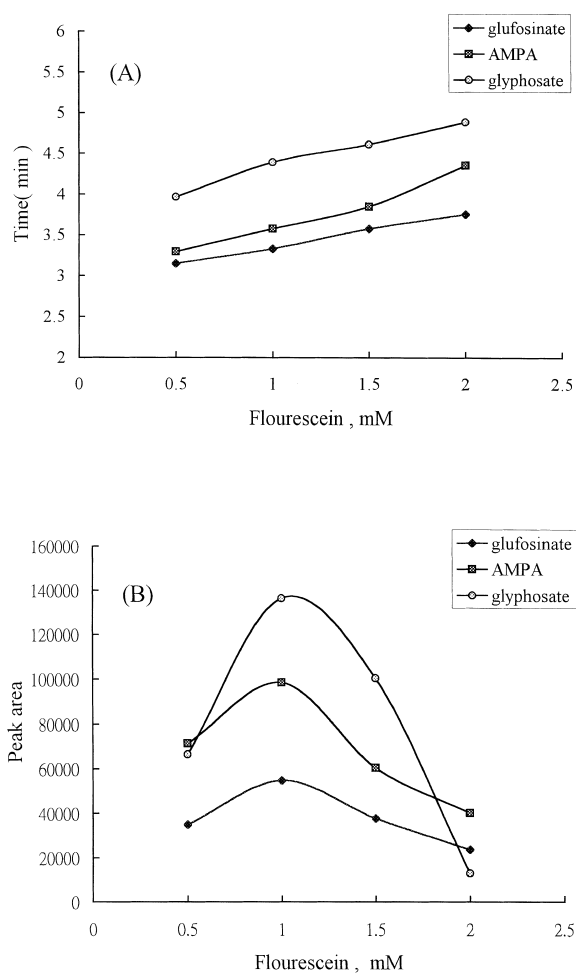 6
5.5
5
4.5
4
3.5
3
2.5
2
Time( min )
(A)
glufosinate
AMPA
glyphosate
0
0.5
1
1.5
2
2.5
Flourescein , mM
160000
140000
120000
100000
80000
60000
40000
20000
0
Peak area
(B)
glufosinate
AMPA
glyphosate
0
0.5
1
1.5
2
2.5
Flourescein , mM